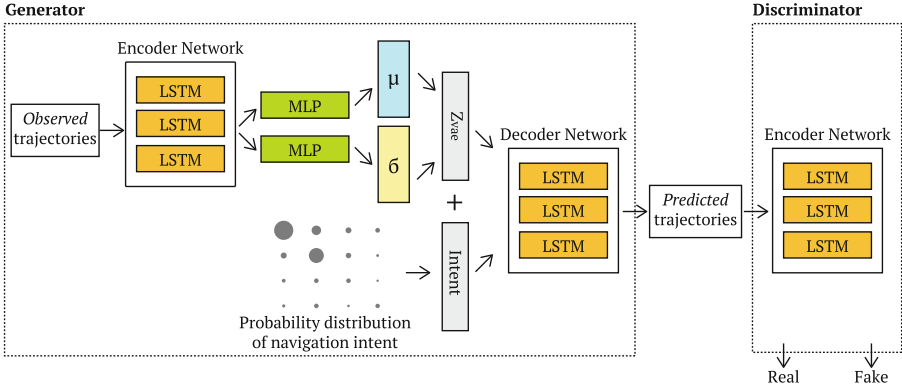 Generator
Discriminator
Encoder Network
LSTM
LSTM
LSTM
Observed
trajectories
MLP
MLP
μ
б
Zvae
+
Intent
Probability distribution
of navigation intent
Decoder Network
LSTM
LSTM
LSTM
Predicted
trajectories
Encoder Network
LSTM
LSTM
LSTM
Real
Fake